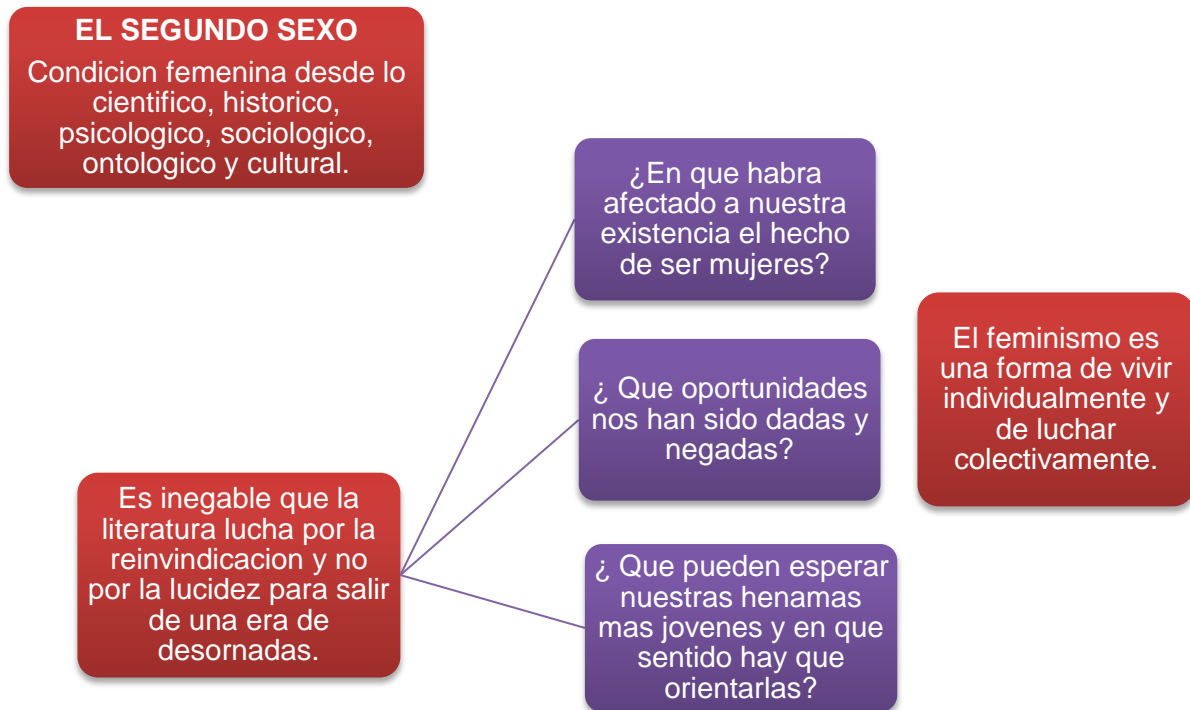 EL SEGUNDO SEXO
Condicion femenina desde lo
cientifico, historico,
psicologico, sociologico,
ontologico y cultural.
Es inegable que la
literatura lucha por la
reinvindicacion y no
por la lucidez para salir
de una era de
desornadas.
¿En que habra
afectado a nuestra
existencia el hecho
de ser mujeres?
¿ Que oportunidades
nos han sido dadas y
negadas?
¿ Que pueden esperar
nuestras henamas
mas jovenes y en que
sentido hay que
orientarlas?
El feminismo es
una forma de vivir
individualmente y
de luchar
colectivamente.